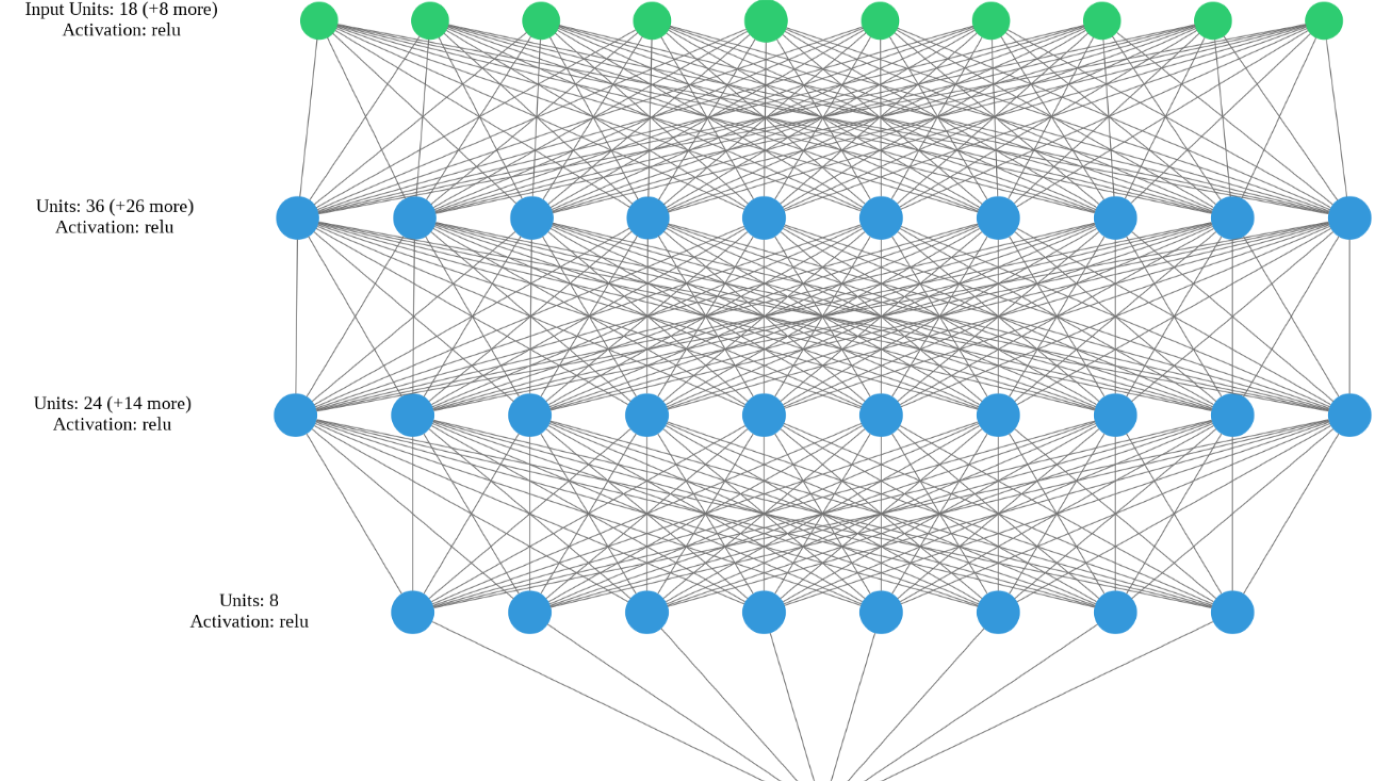 Input Units: 18 (+8 more)
Activation: relu
Units: 36 (+26 more)
Activation: relu
Units: 24 (+14 more)
Activation: relu
Units: 8
Activation: relu